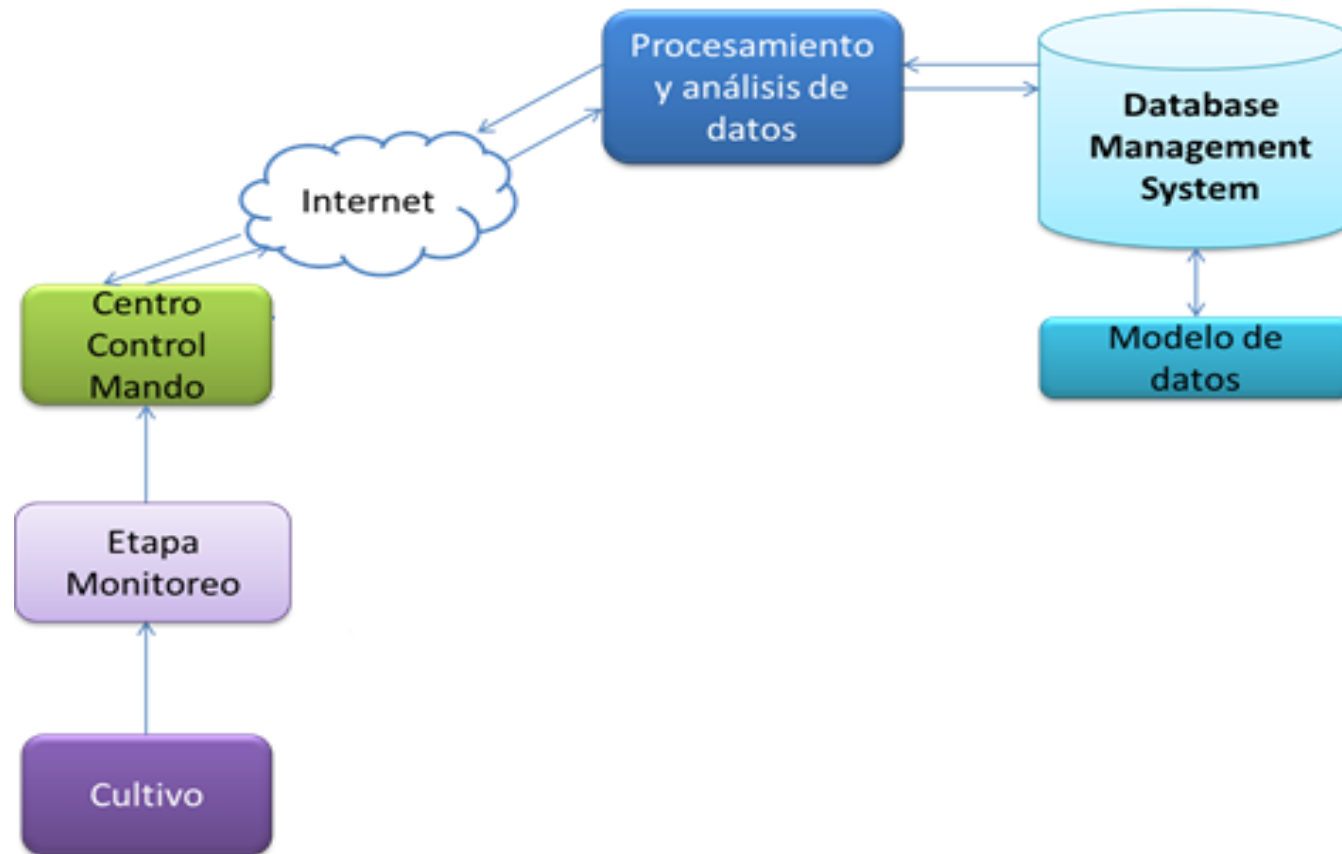 Procesamiento
y análisis de
datos
Database
Management
System
Internet
Centro
Control
Mando
Modelo de
datos
Etapa
Monitoreo
Cultivo